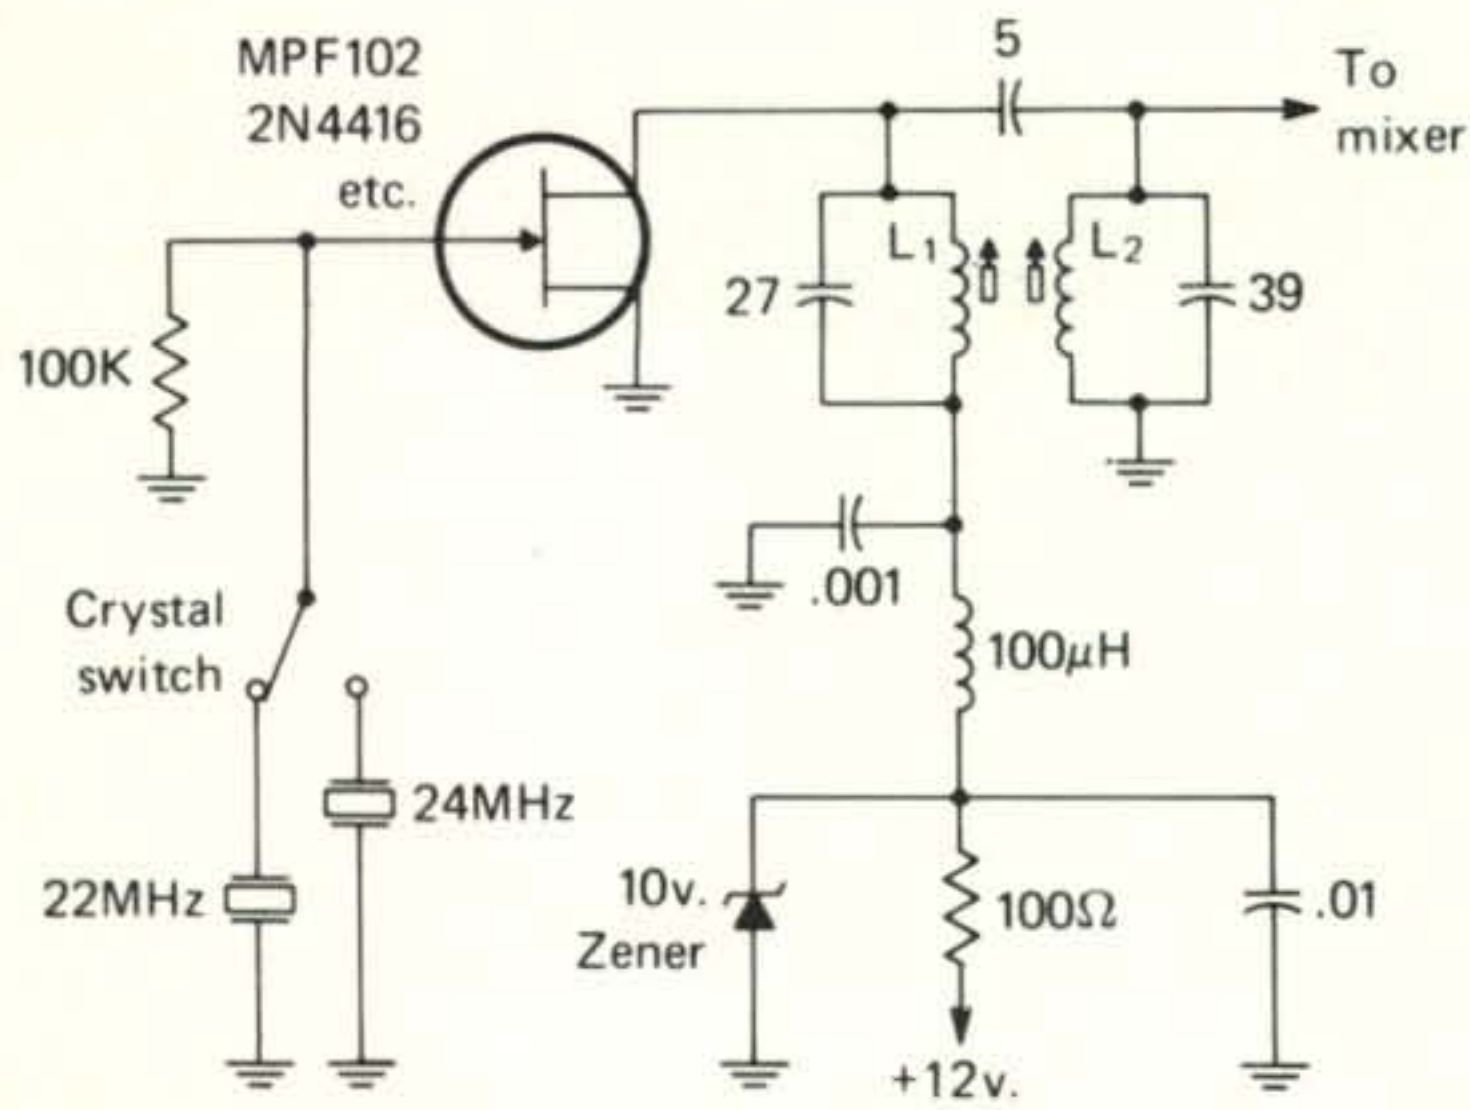 MPF102
2N4416
etc.
5
To
mixer
L1
L2
27
39
100K
.001
Crystal
switch
100μH
24MHz
22MHz
10v.
Zener
100Ω
.01
+12v.